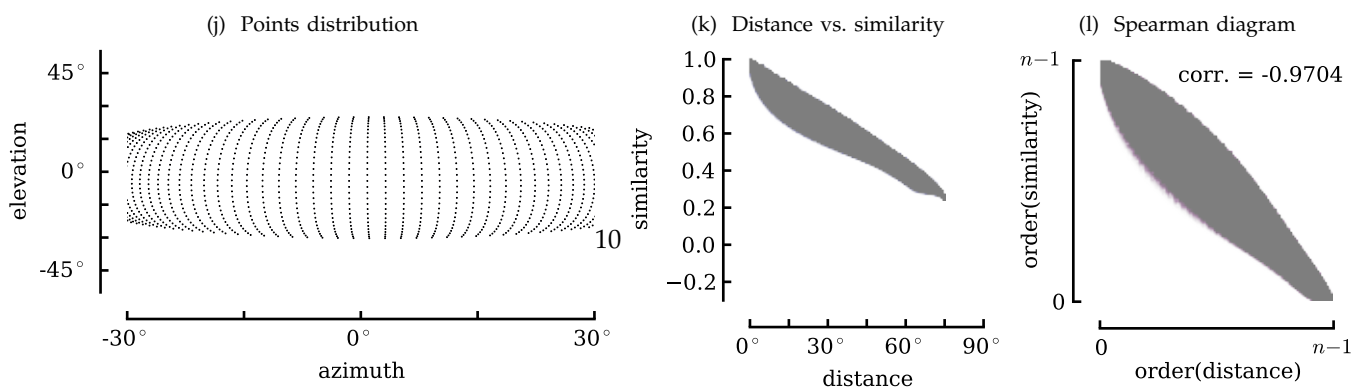 (j) Points distribution
45°
0°
-45°
elevation
-30°
0°
30°
azimuth
10
(k) Distance vs. similarity
1.0
0.8
0.6
0.4
0.2
0.0
−0.2
similarity
0°
30°
60°
90°
distance
(l) Spearman diagram
n−1
corr. = -0.9704
0
order(similarity)
0
n−1
order(distance)